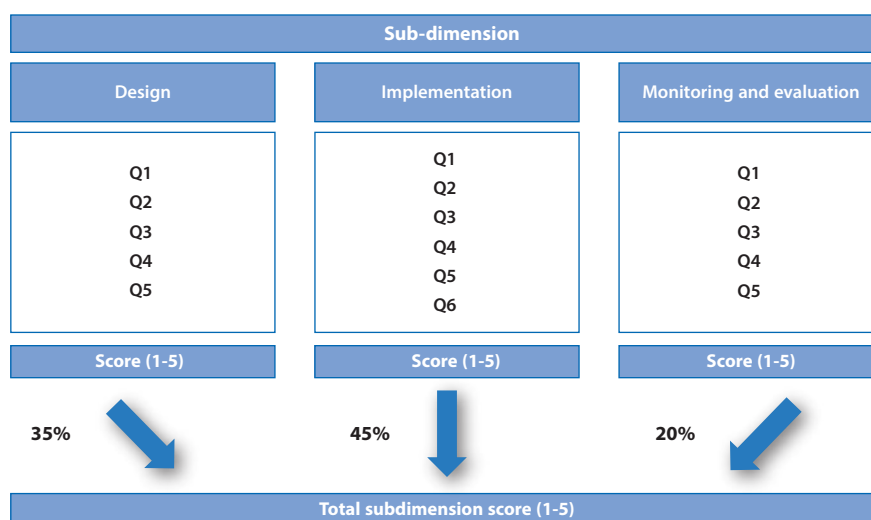 Sub-dimension
Design
Implementation
Monitoring and evaluation
Q1
Q2
Q3
Q4
Q5
Q1
Q2
Q3
Q4
Q5
Q6
Q1
Q2
Q3
Q4
Q5
Score (1-5)
Score (1-5)
Score (1-5)
35%
45%
20%
Total subdimension score (1-5)